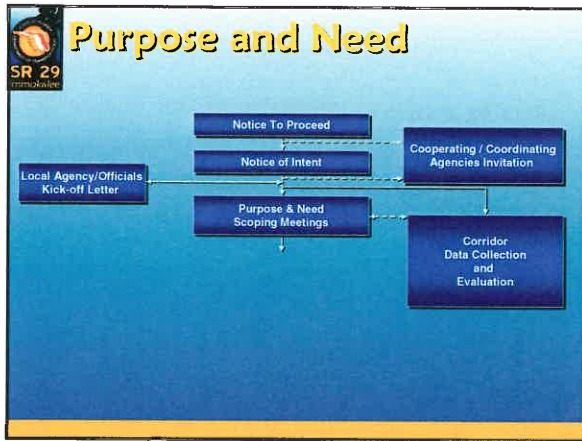 Purpose and Need
SR 29
Immokalee
Notice To Proceed
Cooperating / Coordinating
Agencies Invitation
Notice of Intent
Local Agency/Officials
Kick-off Letter
Purpose & Need
Scoping Meetings
Corridor
Data Collection
and
Evaluation